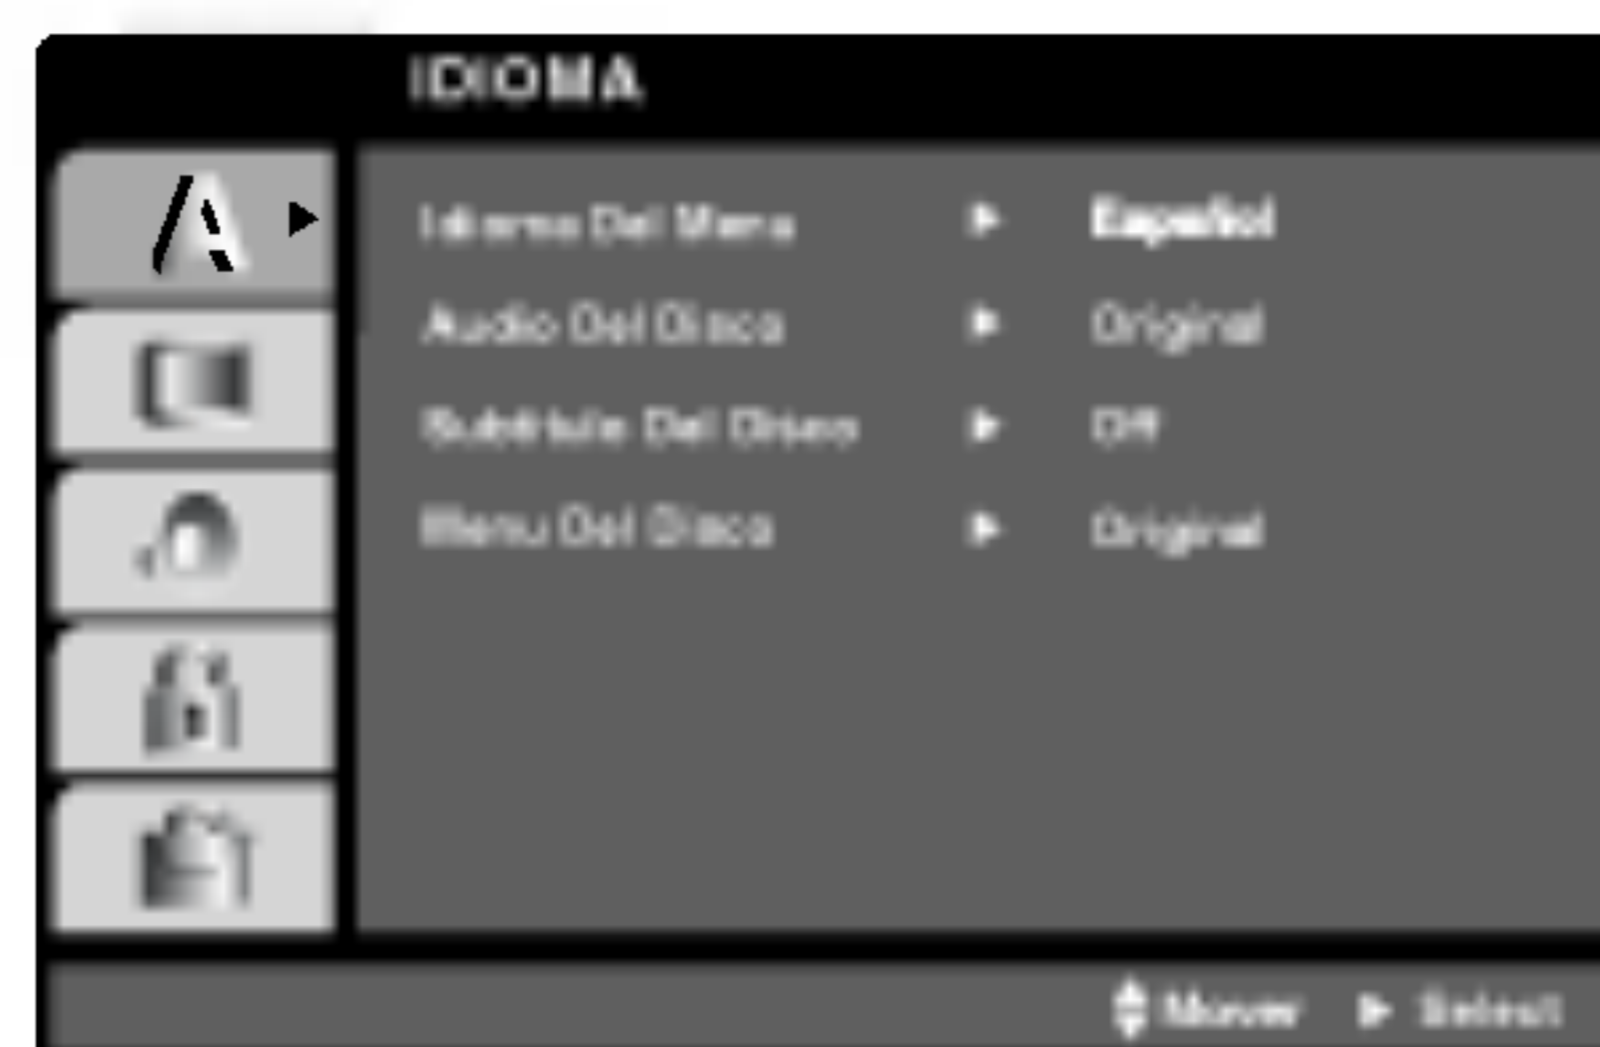 IDIOMA
Idioma Del Menu Español
Audio Del Disco Original
Subtitulo Del Disco Off
Menu Del Disco Original
Mover Select